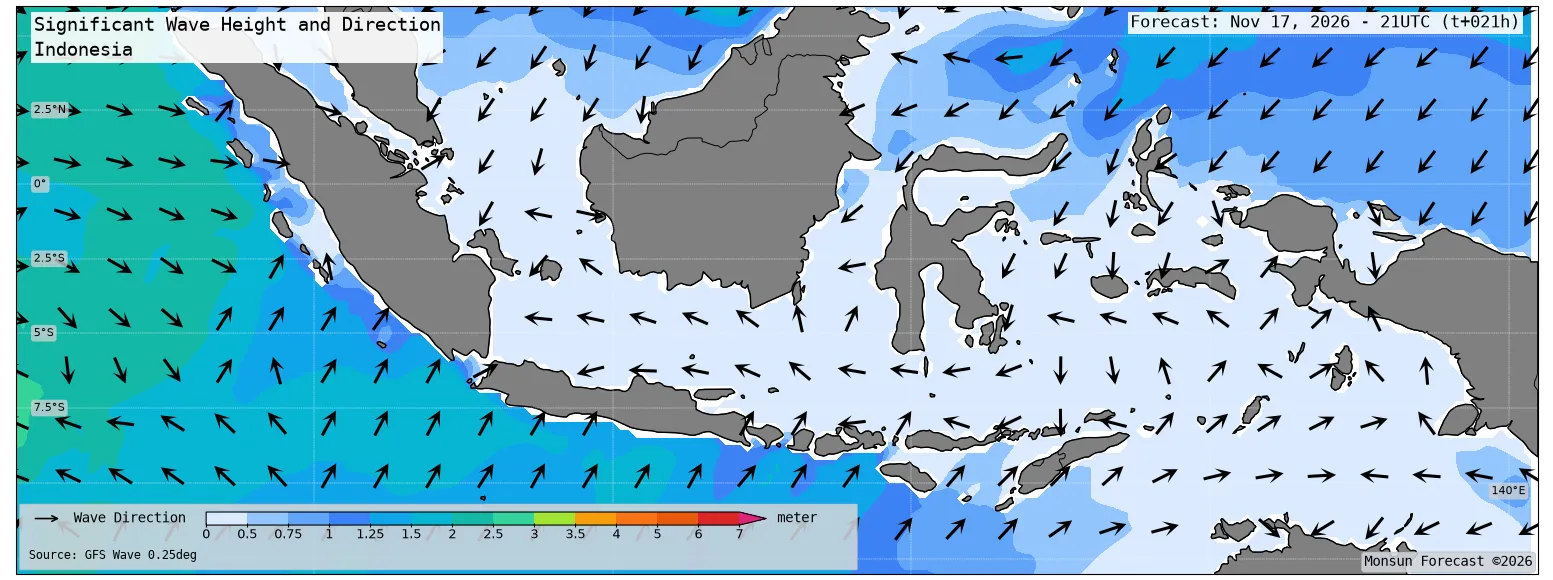 Significant Wave Height and Direction
Indonesia
Forecast: Nov 17, 2026 - 21UTC (t+021h)
2.5°N
0°
2.5°S
5°S
7.5°S
140°E
Wave Direction
0 0.5 0.75 1 1.25 1.5 2 2.5 3 3.5 4 5 6 7
meter
Source: GFS Wave 0.25deg
Monsun Forecast ©2026